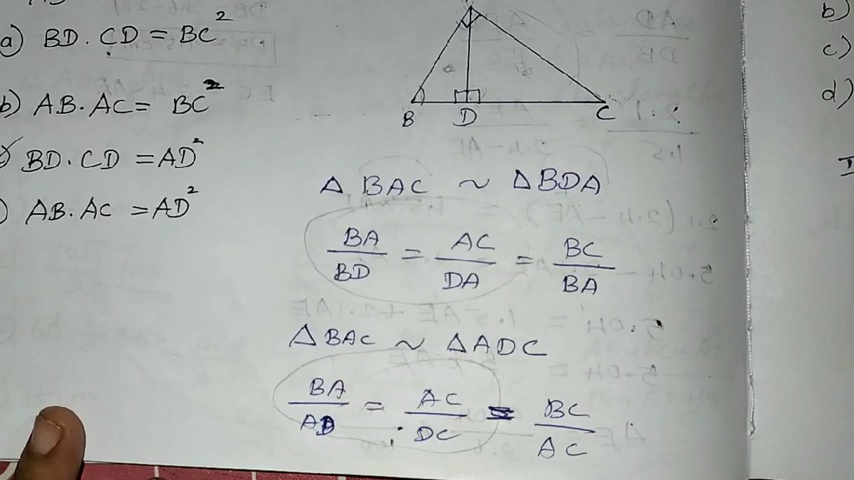 a) BD. CD = BC²
b) AB. AC = BC²
BD. CD = AD²
) AB. AC = AD²
B D C
Δ BAC ~ Δ BDA
BA/BD = AC/DA = BC/BA
Δ BAC ~ Δ ADC
BA/AD = AC/DC = BC/AC
b)
c)
d)